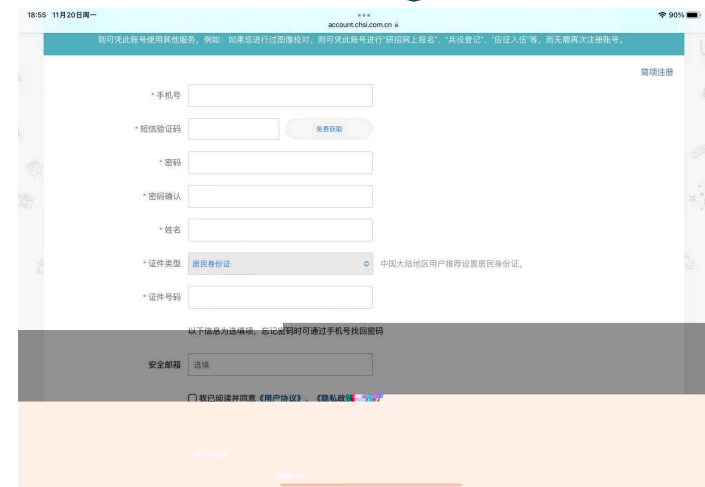 18:55 11月20日周一
account.chsi.com.cn
90%
则可凭此账号使用其他服务，例如：如果您进行过图像校对，则可凭此账号进行“研招网上报名”、“兵役登记”、“应征入伍”等，而无需再次注册账号。
简项注册
* 手机号
* 短信验证码 免费获取
* 密码
* 密码确认
* 姓名
* 证件类型 居民身份证 中国大陆地区用户推荐设置居民身份证。
* 证件号码
以下信息为选填项，忘记密码时可通过手机号找回密码
安全邮箱 选填
我已阅读并同意《用户协议》、《隐私政